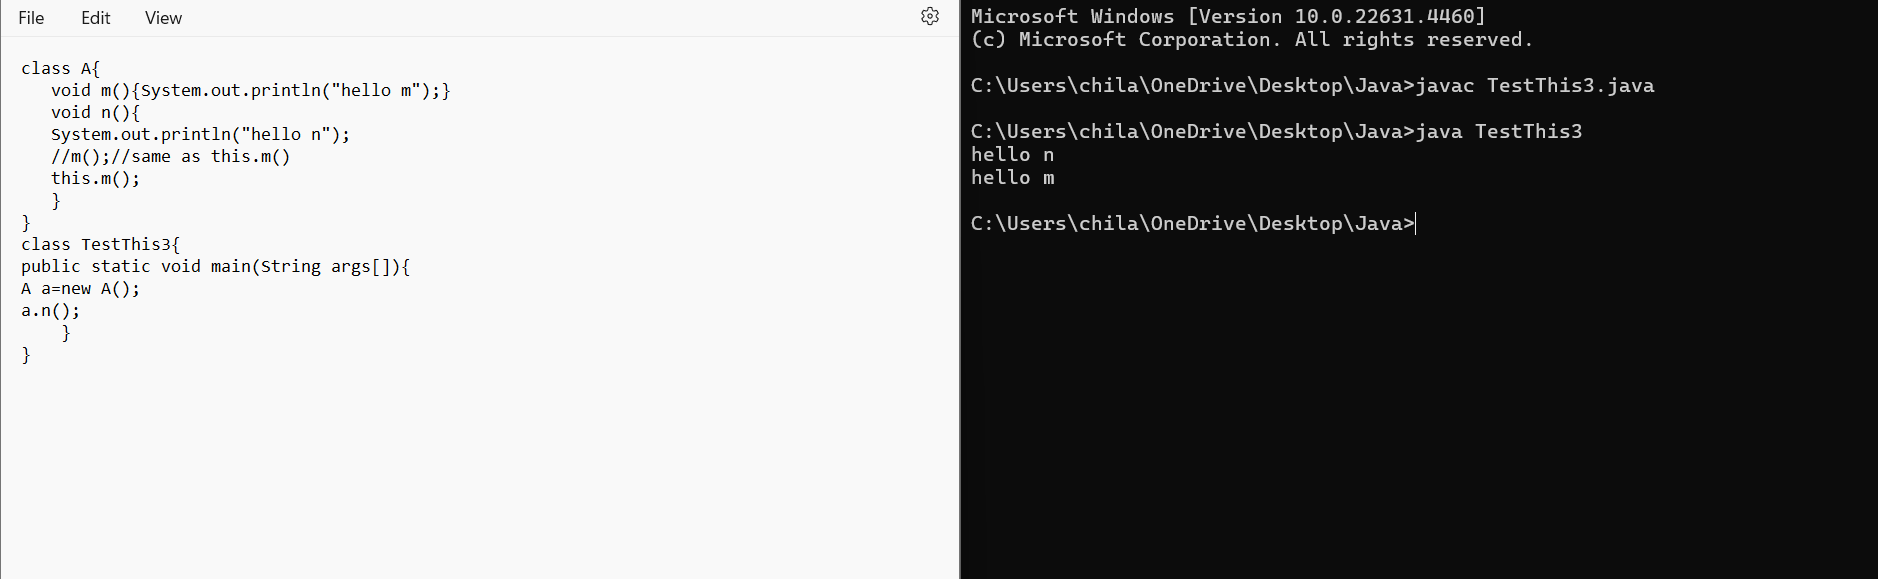 File Edit View
class A{
void m(){System.out.println("hello m");}
void n(){
System.out.println("hello n");
//m();//same as this.m()
this.m();
}
}
class TestThis3{
public static void main(String args[]){
A a=new A();
a.n();
}
}
Microsoft Windows [Version 10.0.22631.4460]
(c) Microsoft Corporation. All rights reserved.
C:\Users\chila\OneDrive\Desktop\Java>javac TestThis3.java
C:\Users\chila\OneDrive\Desktop\Java>java TestThis3
hello n
hello m
C:\Users\chila\OneDrive\Desktop\Java>